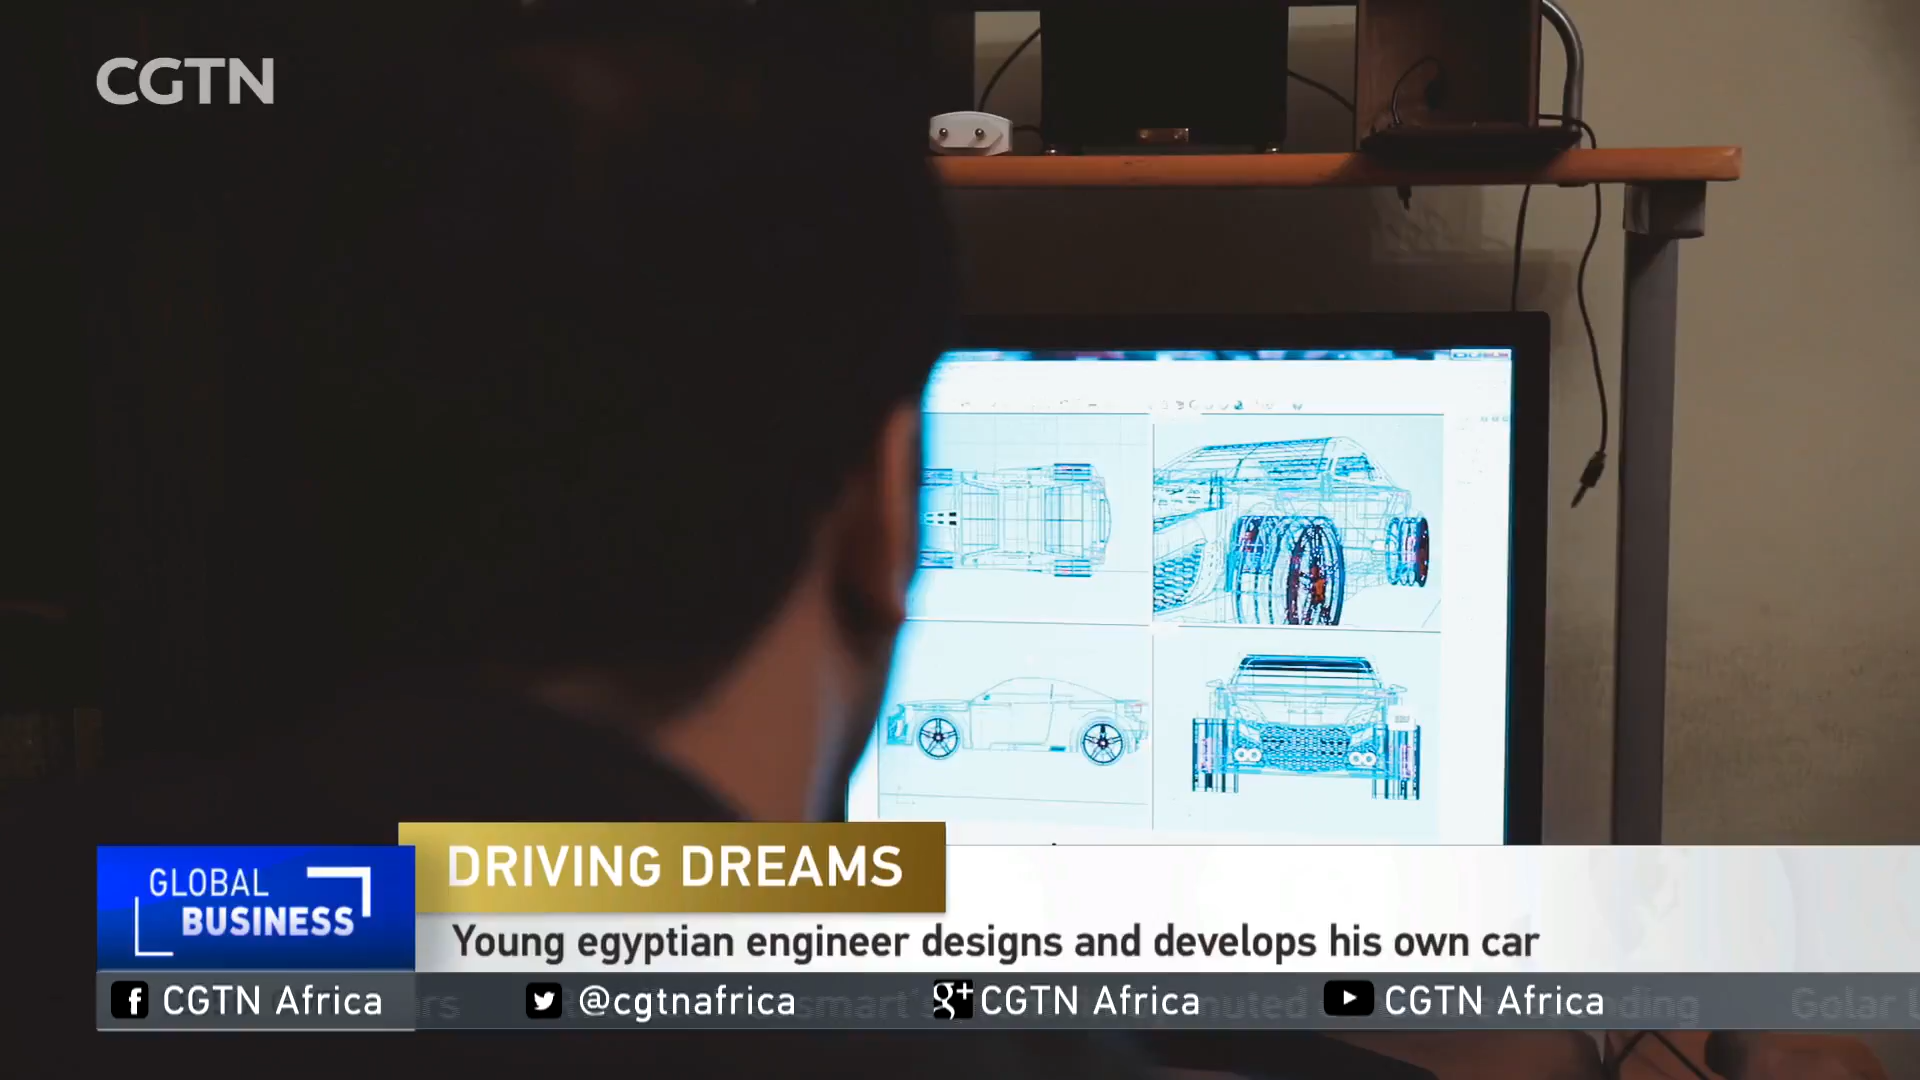 CGTN
DRIVING DREAMS
GLOBAL
BUSINESS
Young egyptian engineer designs and develops his own car
CGTN Africa
@cgtnafrica
g+ CGTN Africa
CGTN Africa